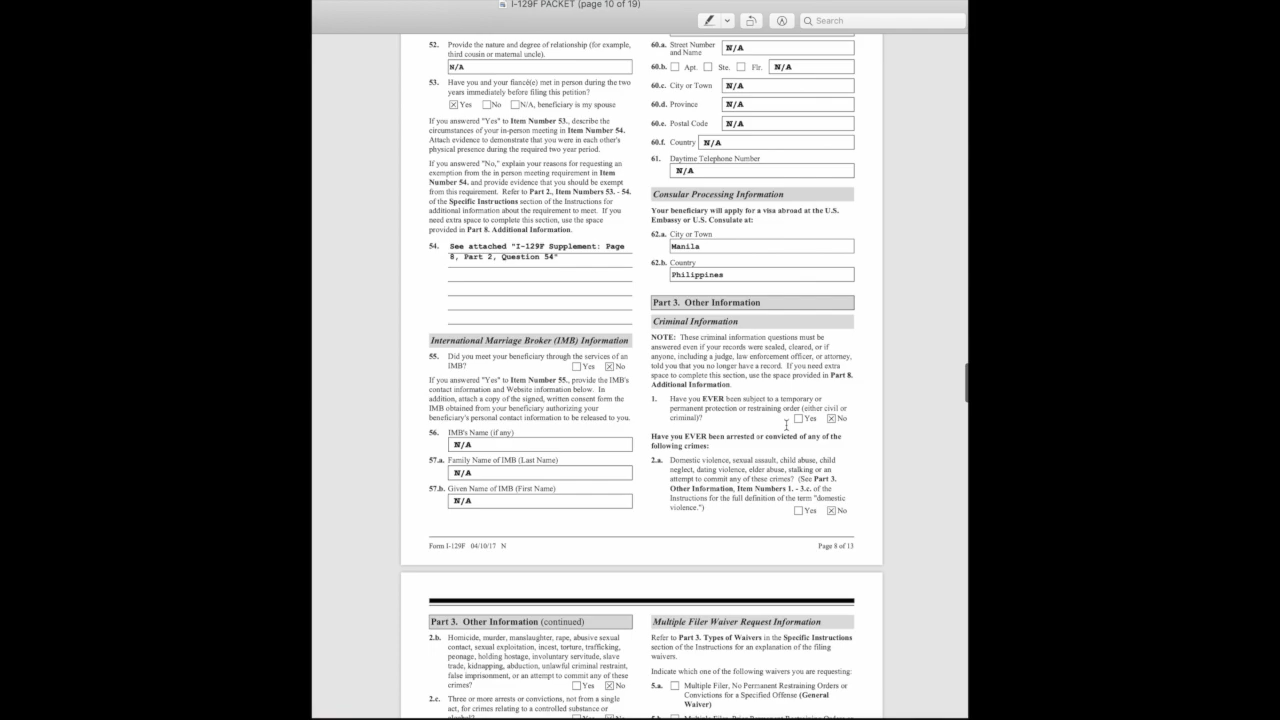 I-129F PACKET (page 10 of 19)
Search
52. Provide the nature and degree of relationship (for example,
third cousin or maternal uncle).
N/A
53. Have you and your fiancé(e) met in person during the two
years immediately before filing this petition?
Yes No N/A, beneficiary is my spouse
If you answered "Yes" to Item Number 53., describe the
circumstances of your in-person meeting in Item Number 54.
Attach evidence to demonstrate that you were in each other's
physical presence during the required two year period.
If you answered "No," explain your reasons for requesting an
exemption from the in person meeting requirement in Item
Number 54. and provide evidence that you should be exempt
from this requirement. Refer to Part 2., Item Numbers 53. - 54.
of the Specific Instructions section of the Instructions for
additional information about the requirement to meet. If you
need extra space to complete this section, use the space
provided in Part 8. Additional Information.
54. See attached "I-129F Supplement: Page
8, Part 2, Question 54"
International Marriage Broker (IMB) Information
55. Did you meet your beneficiary through the services of an
IMB? Yes No
If you answered "Yes" to Item Number 55., provide the IMB's
contact information and Website information below. In
addition, attach a copy of the signed, written consent form the
IMB obtained from your beneficiary authorizing your
beneficiary's personal contact information to be released to you.
56. IMB's Name (if any)
N/A
57.a. Family Name of IMB (Last Name)
N/A
57.b. Given Name of IMB (First Name)
N/A
60.a. Street Number
and Name N/A
60.b. Apt. Ste. Flr. N/A
60.c. City or Town N/A
60.d. Province N/A
60.e. Postal Code N/A
60.f. Country N/A
61. Daytime Telephone Number
N/A
Consular Processing Information
Your beneficiary will apply for a visa abroad at the U.S.
Embassy or U.S. Consulate at:
62.a. City or Town
Manila
62.b. Country
Philippines
Part 3. Other Information
Criminal Information
NOTE: These criminal information questions must be
answered even if your records were sealed, cleared, or if
anyone, including a judge, law enforcement officer, or attorney,
told you that you no longer have a record. If you need extra
space to complete this section, use the space provided in Part 8.
Additional Information.
1. Have you EVER been subject to a temporary or
permanent protection or restraining order (either civil or
criminal)? Yes No
Have you EVER been arrested or convicted of any of the
following crimes:
2.a. Domestic violence, sexual assault, child abuse, child
neglect, dating violence, elder abuse, stalking or an
attempt to commit any of these crimes? (See Part 3.
Other Information, Item Numbers 1. - 3.c. of the
Instructions for the full definition of the term "domestic
violence.") Yes No
Form I-129F 04/10/17 N Page 8 of 13
Part 3. Other Information (continued)
2.b. Homicide, murder, manslaughter, rape, abusive sexual
contact, sexual exploitation, incest, torture, trafficking,
peonage, holding hostage, involuntary servitude, slave
trade, kidnapping, abduction, unlawful criminal restraint,
false imprisonment, or an attempt to commit any of these
crimes? Yes No
2.c. Three or more arrests or convictions, not from a single
act, for crimes relating to a controlled substance or
Multiple Filer Waiver Request Information
Refer to Part 3. Types of Waivers in the Specific Instructions
section of the Instructions for an explanation of the filing
waivers.
Indicate which one of the following waivers you are requesting:
5.a. Multiple Filer, No Permanent Restraining Orders or
Convictions for a Specified Offense (General
Waiver)